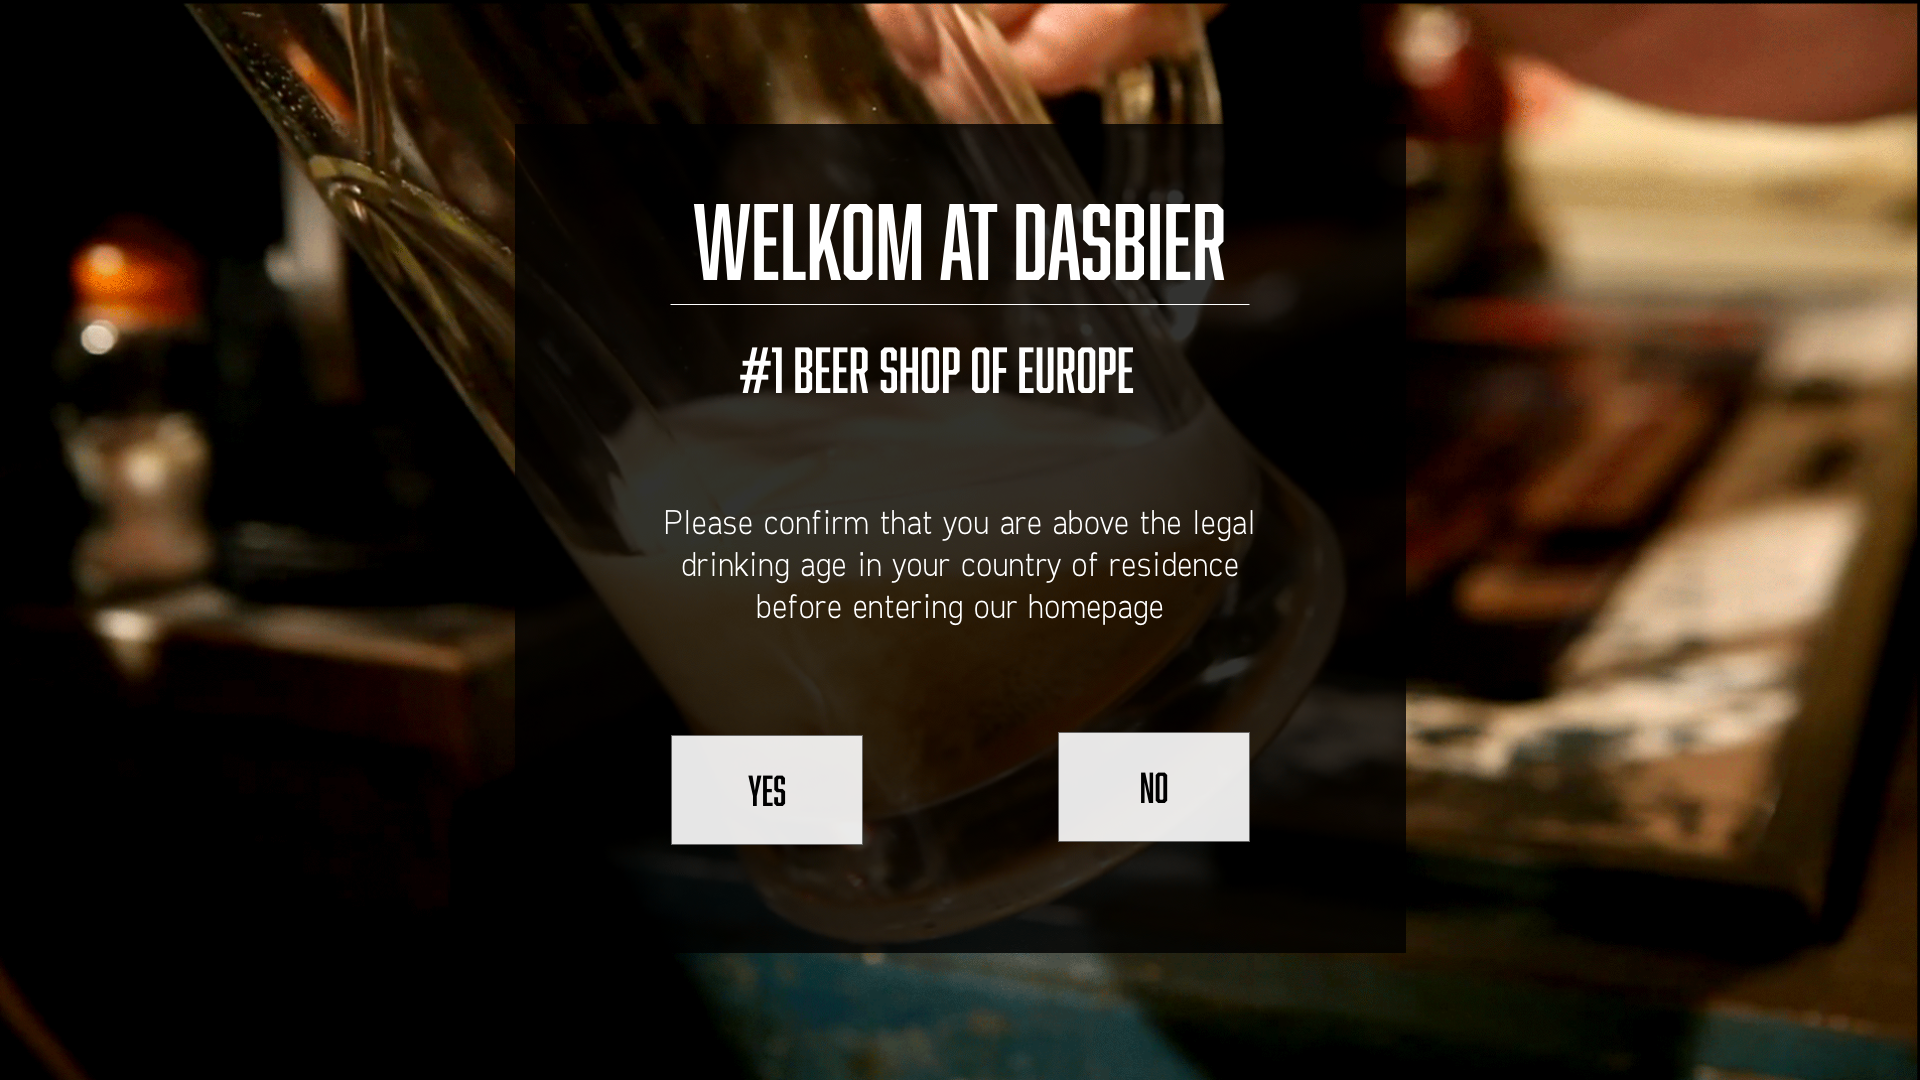 WELKOM AT DASBIER
#1 BEER SHOP OF EUROPE
Please confirm that you are above the legal
drinking age in your country of residence
before entering our homepage
YES
NO